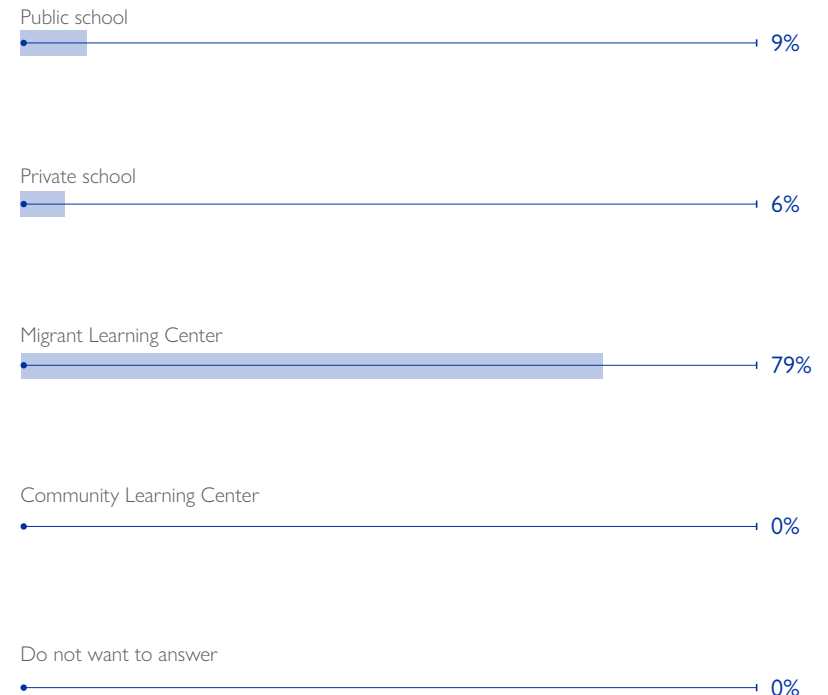 Public school
9%
Private school
6%
Migrant Learning Center
79%
Community Learning Center
0%
Do not want to answer
0%